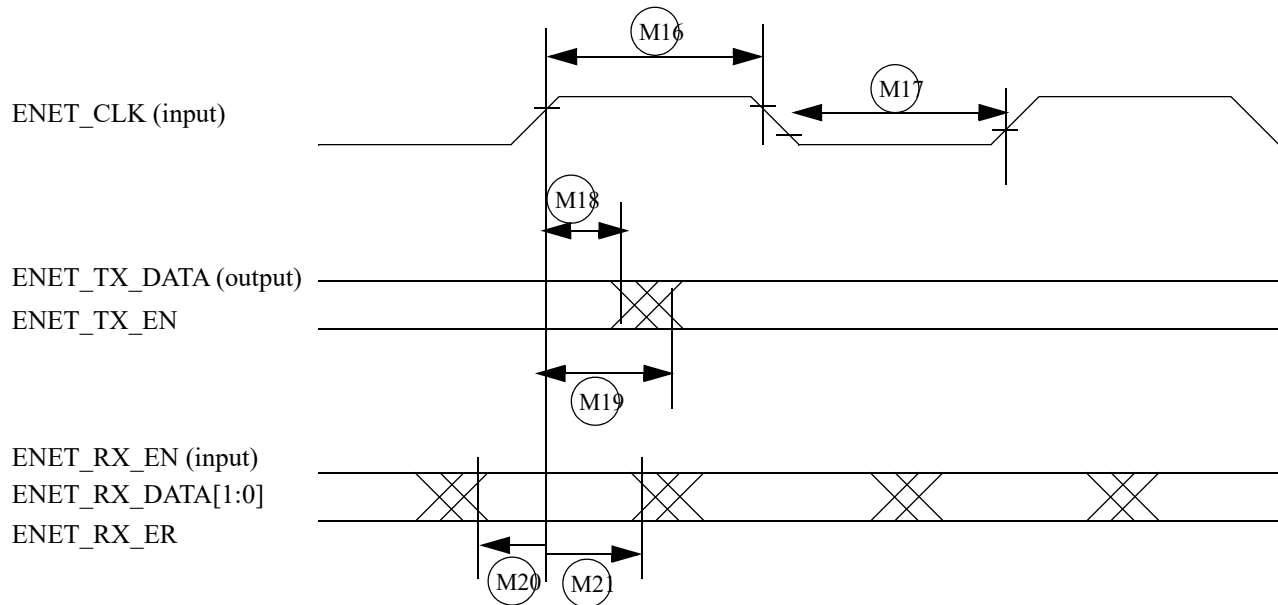 M16
ENET_CLK (input)
M17
M18
ENET_TX_DATA (output)
ENET_TX_EN
M19
ENET_RX_EN (input)
ENET_RX_DATA[1:0]
ENET_RX_ER
M20
M21